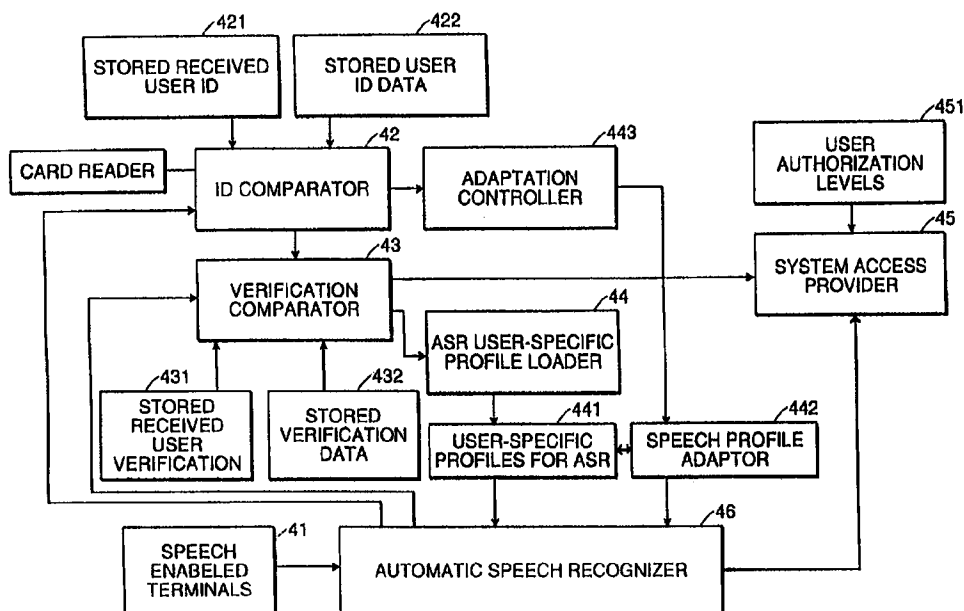 421
STORED RECEIVED
USER ID
422
STORED USER
ID DATA
451
USER
AUTHORIZATION
LEVELS
CARD READER
42
ID COMPARATOR
443
ADAPTATION
CONTROLLER
45
SYSTEM ACCESS
PROVIDER
43
VERIFICATION
COMPARATOR
44
ASR USER-SPECIFIC
PROFILE LOADER
431
STORED
RECEIVED
USER
VERIFICATION
432
STORED
VERIFICATION
DATA
441
USER-SPECIFIC
PROFILES FOR ASR
442
SPEECH PROFILE
ADAPTOR
41
SPEECH
ENABELED
TERMINALS
46
AUTOMATIC SPEECH RECOGNIZER